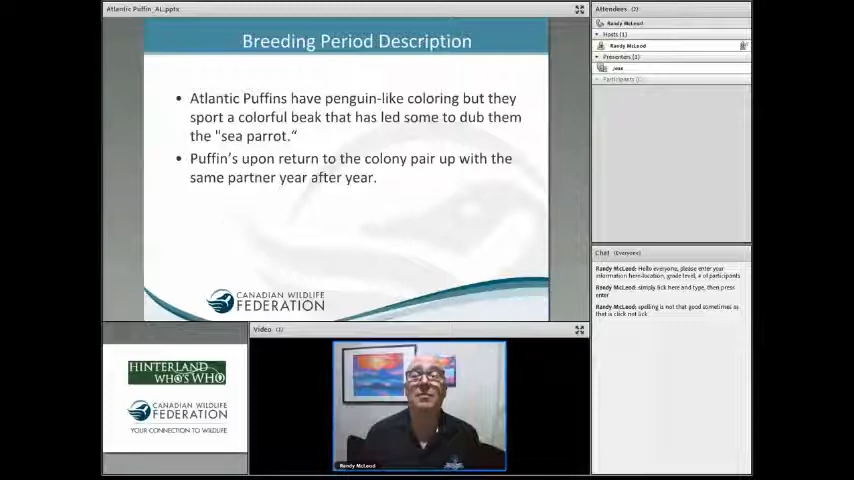 Atlantic Puffin_AL.pptx
Breeding Period Description
• Atlantic Puffins have penguin-like coloring but they
sport a colorful beak that has led some to dub them
the "sea parrot.“
• Puffin’s upon return to the colony pair up with the
same partner year after year.
CANADIAN WILDLIFE
FEDERATION
HINTERLAND
WHO'S WHO
CANADIAN WILDLIFE
FEDERATION
YOUR CONNECTION TO WILDLIFE
Video (1)
Randy McLeod
Attendees (2)
Randy McLeod
Hosts (1)
Randy McLeod
Presenters (1)
Participants (0)
Chat (Everyone)
Randy McLeod: Hello everyone, please enter your
information here-location, grade level, # of participants
Randy McLeod: simply lick here and type, then press
enter
Randy McLeod: spelling is not that good sometimes so
that is click not lick